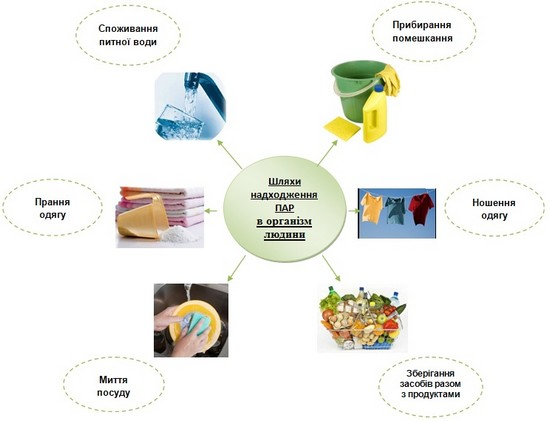 Споживання
питної води
Прибирання
помешкання
Шляхи
надходження
ПАР
в організм
людини
Прання
одягу
Ношення
одягу
Миття
посуду
Зберігання
засобів разом
з продуктами